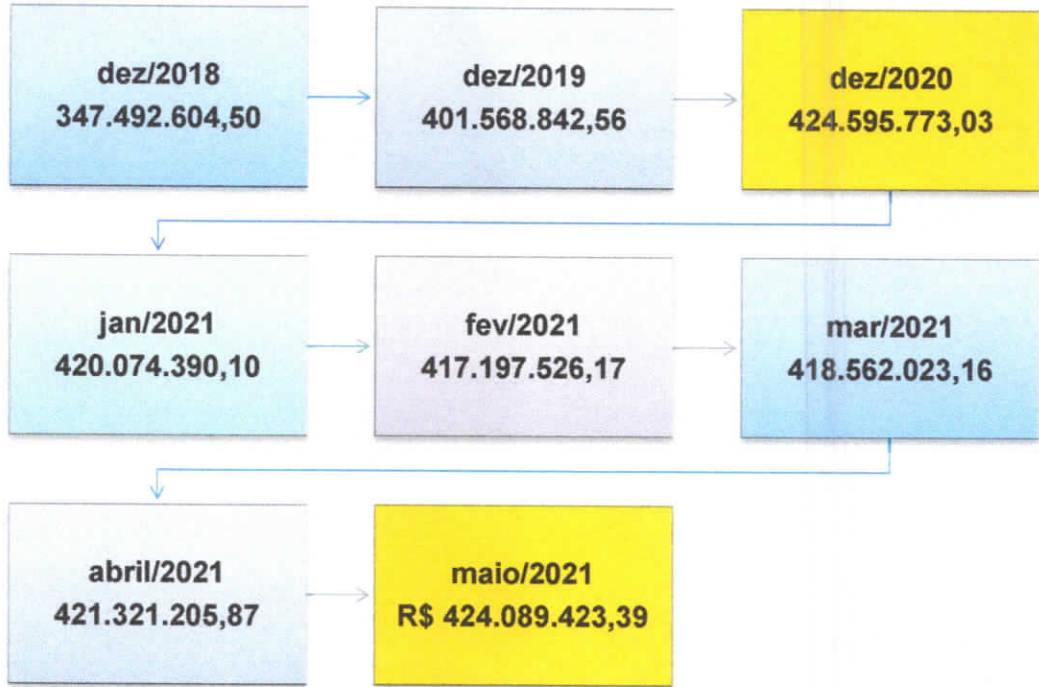 dez/2018
347.492.604,50
dez/2019
401.568.842,56
dez/2020
424.595.773,03
jan/2021
420.074.390,10
fev/2021
417.197.526,17
mar/2021
418.562.023,16
abril/2021
421.321.205,87
maio/2021
R$ 424.089.423,39